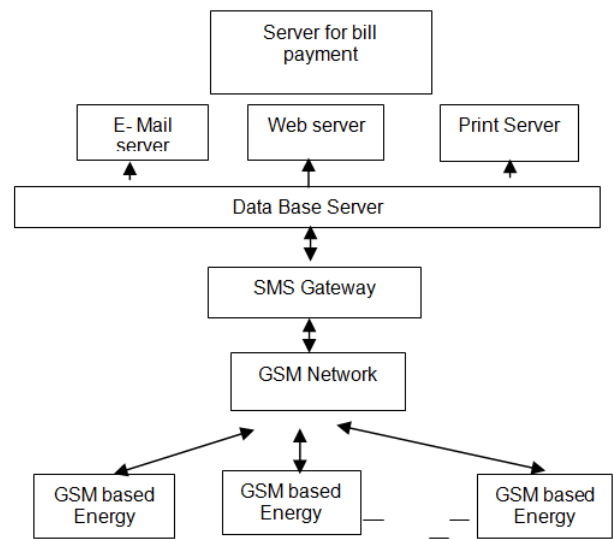 Server for bill
payment
E- Mail
server
Web server
Print Server
Data Base Server
SMS Gateway
GSM Network
GSM based
Energy
GSM based
Energy
GSM based
Energy